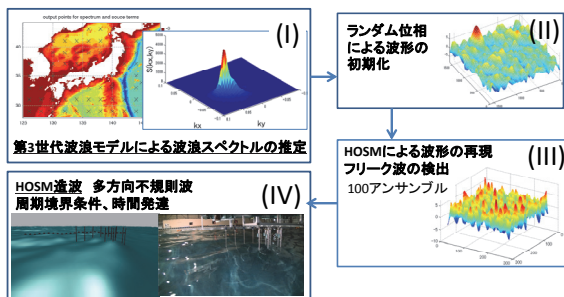 output points for spectrum and souce terms
(I)
S(kx,ky)
kx
ky
第3世代波浪モデルによる波浪スペクトルの推定
ランダム位相
による波形の
初期化
(II)
HOSMによる波形の再現
フリーク波の検出
100アンサンブル
(III)
HOSM造波 多方向不規則波
周期境界条件、時間発達
(IV)